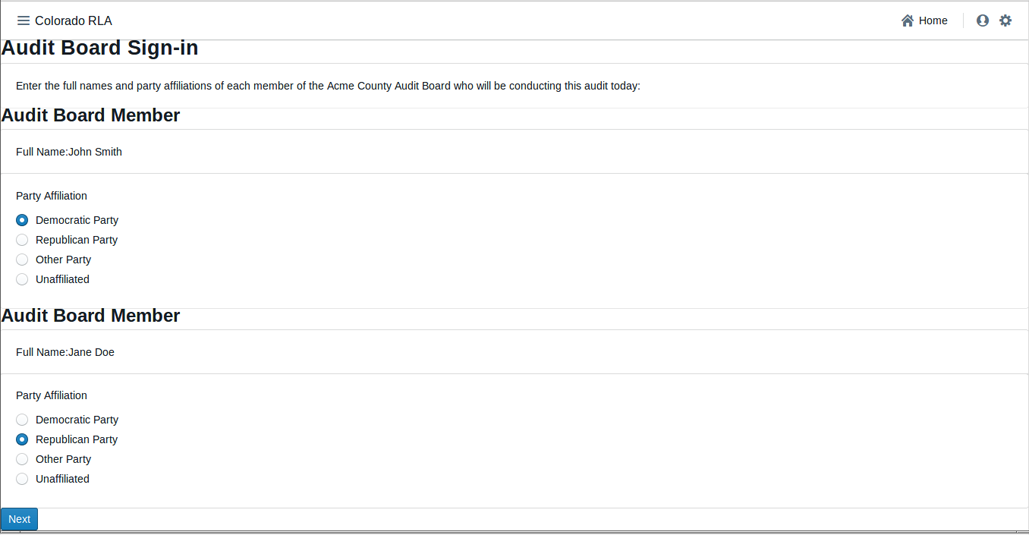 Colorado RLA Home
Audit Board Sign-in
Enter the full names and party affiliations of each member of the Acme County Audit Board who will be conducting this audit today:
Audit Board Member
Full Name:John Smith
Party Affiliation
Democratic Party
Republican Party
Other Party
Unaffiliated
Audit Board Member
Full Name:Jane Doe
Party Affiliation
Democratic Party
Republican Party
Other Party
Unaffiliated
Next